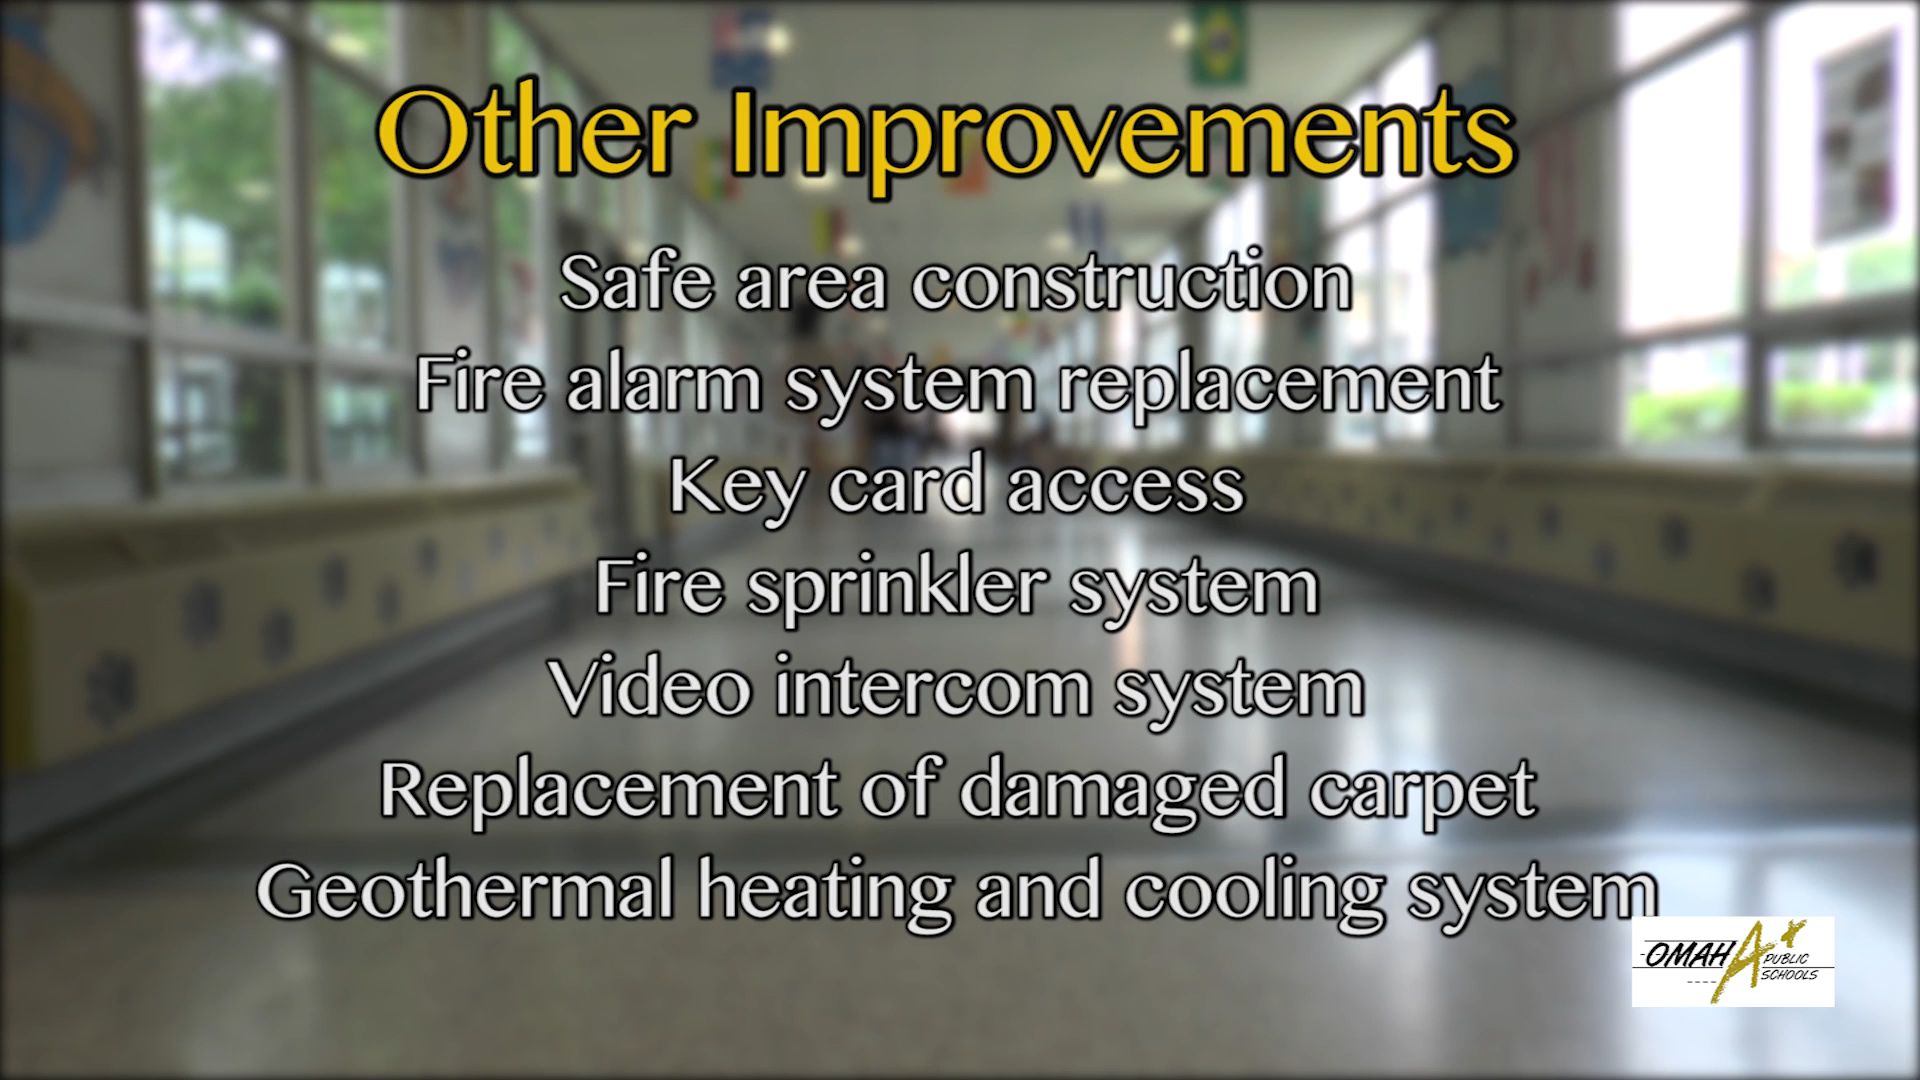 Other Improvements
Safe area construction
Fire alarm system replacement
Key card access
Fire sprinkler system
Video intercom system
Replacement of damaged carpet
Geothermal heating and cooling system
OMAHA
PUBLIC
SCHOOLS